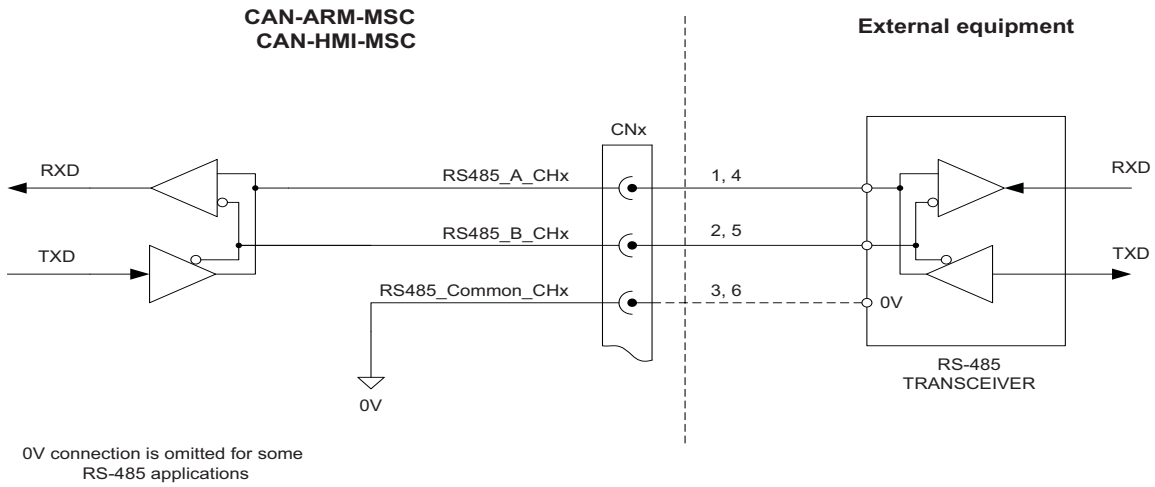 CAN-ARM-MSC
CAN-HMI-MSC
External equipment
CNx
RXD
RS485_A_CHx
1, 4
RXD
RS485_B_CHx
2, 5
TXD
TXD
RS485_Common_CHx
3, 6
0V
RS-485
TRANSCEIVER
0V
0V connection is omitted for some
RS-485 applications